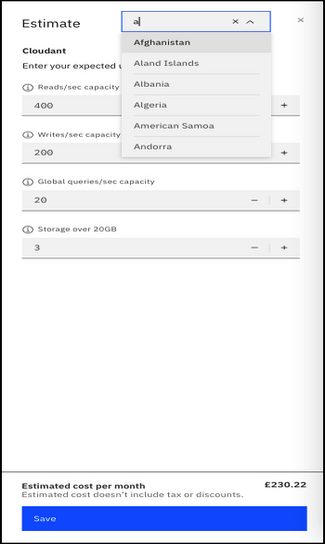 Estimate
a
Afghanistan
Aland Islands
Albania
Algeria
American Samoa
Andorra
Cloudant
Enter your expected
Reads/sec capacity
400
Writes/sec capacity
200
Global queries/sec capacity
20
Storage over 20GB
3
Estimated cost per month
£230.22
Estimated cost doesn't include tax or discounts.
Save